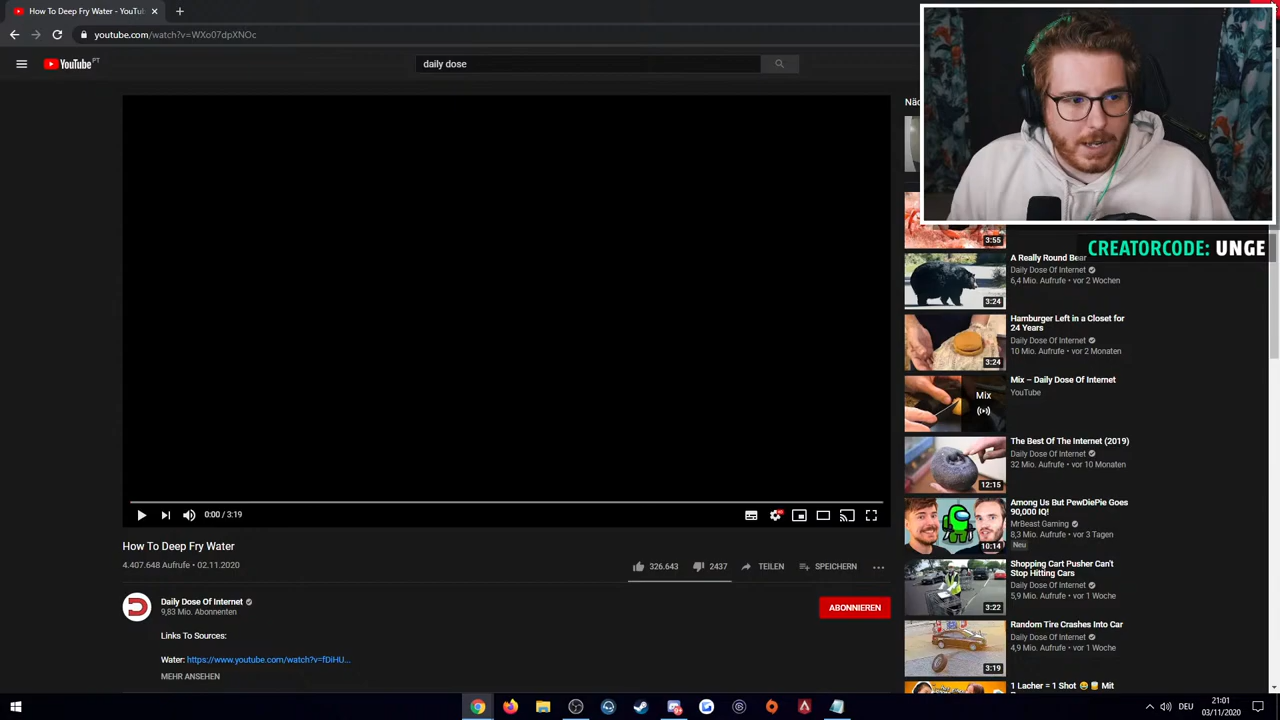 How To Deep Fry Water - YouTu
youtube.com/watch?v=WXo07dpXNOc
YouTube PT
daily dose
CREATORCODE: UNGE
3:55
A Really Round Bear
Daily Dose Of Internet
6,4 Mio. Aufrufe • vor 2 Wochen
3:24
Hamburger Left in a Closet for
24 Years
Daily Dose Of Internet
10 Mio. Aufrufe • vor 2 Monaten
3:24
Mix – Daily Dose Of Internet
YouTube
Mix
The Best Of The Internet (2019)
Daily Dose Of Internet
32 Mio. Aufrufe • vor 10 Monaten
12:15
Among Us But PewDiePie Goes
90,000 IQ!
MrBeast Gaming
8,3 Mio. Aufrufe • vor 3 Tagen
Neu
10:14
Shopping Cart Pusher Can't
Stop Hitting Cars
Daily Dose Of Internet
5,9 Mio. Aufrufe • vor 1 Woche
3:22
Random Tire Crashes Into Car
Daily Dose Of Internet
4,9 Mio. Aufrufe • vor 1 Woche
3:19
1 Lacher = 1 Shot 😂 🥃 Mit
0:00 / 3:19
How To Deep Fry Water
4.407.648 Aufrufe • 02.11.2020
326.643
2437
TEILEN
SPEICHERN
Daily Dose Of Internet
9,83 Mio. Abonnenten
ABONNIEREN
Links To Sources:
Water: https://www.youtube.com/watch?v=fDiHU...
MEHR ANSEHEN
DEU
21:01
03/11/2020